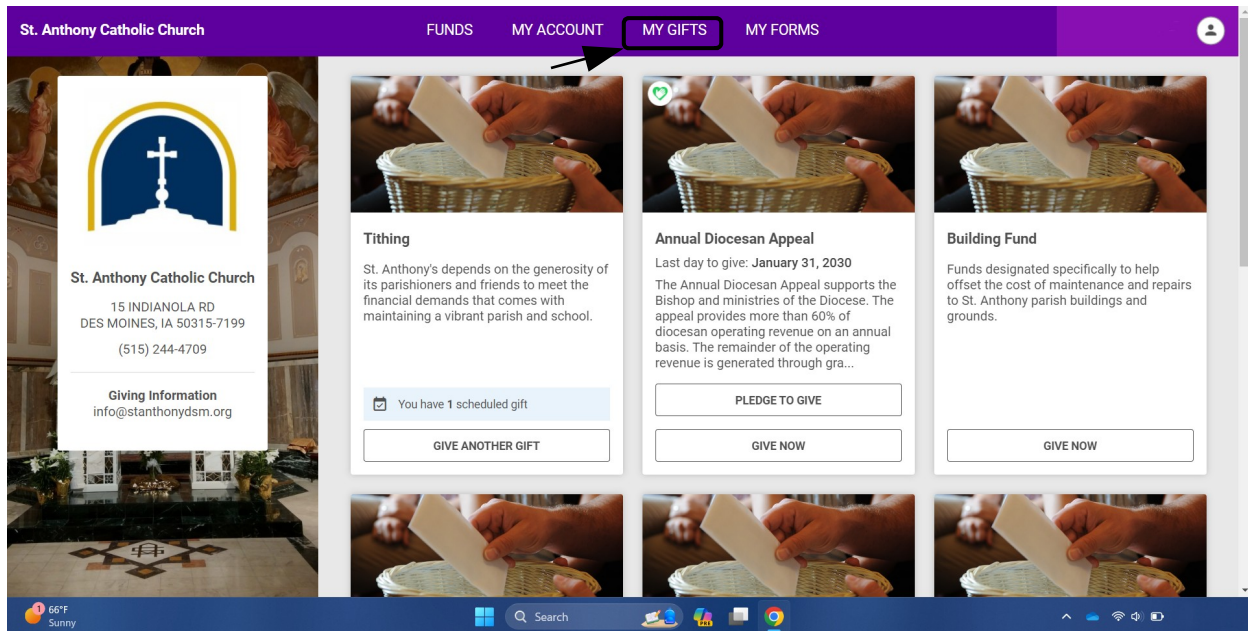 St. Anthony Catholic Church
FUNDS
MY ACCOUNT
MY GIFTS
MY FORMS
St. Anthony Catholic Church
15 INDIANOLA RD
DES MOINES, IA 50315-7199
(515) 244-4709
Giving Information
info@stanthonydsm.org
Tithing
St. Anthony's depends on the generosity of
its parishioners and friends to meet the
financial demands that comes with
maintaining a vibrant parish and school.
You have 1 scheduled gift
GIVE ANOTHER GIFT
Annual Diocesan Appeal
Last day to give: January 31, 2030
The Annual Diocesan Appeal supports the
Bishop and ministries of the Diocese. The
appeal provides more than 60% of
diocesan operating revenue on an annual
basis. The remainder of the operating
revenue is generated through gra...
PLEDGE TO GIVE
GIVE NOW
Building Fund
Funds designated specifically to help
offset the cost of maintenance and repairs
to St. Anthony parish buildings and
grounds.
GIVE NOW
1
66°F
Sunny
Search
PRE